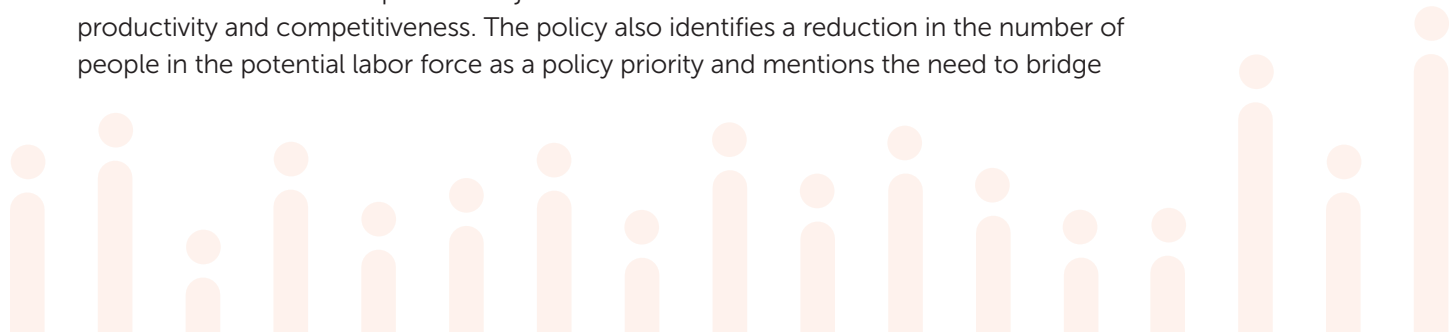 productivity and competitiveness. The policy also identifies a reduction in the number of
people in the potential labor force as a policy priority and mentions the need to bridge